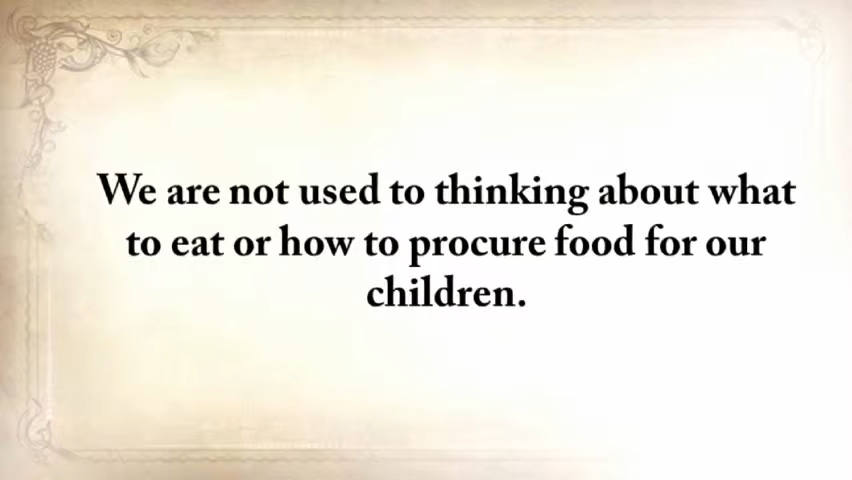 We are not used to thinking about what
to eat or how to procure food for our
children.